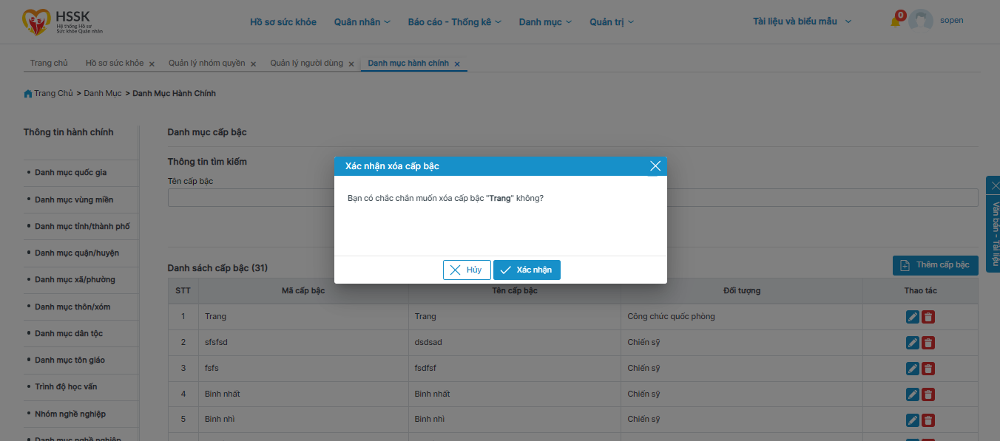 HSSK
Hệ thống Hồ sơ
Sức khỏe Quân nhân
Hồ sơ sức khỏe
Quân nhân
Báo cáo - Thống kê
Danh mục
Quản trị
Tài liệu và biểu mẫu
0
sopen
Trang chủ
Hồ sơ sức khỏe
Quản lý nhóm quyền
Quản lý người dùng
Danh mục hành chính
Trang Chủ > Danh Mục > Danh Mục Hành Chính
Thông tin hành chính
Danh mục quốc gia
Danh mục vùng miền
Danh mục tỉnh/thành phố
Danh mục quận/huyện
Danh mục xã/phường
Danh mục thôn/xóm
Danh mục dân tộc
Danh mục tôn giáo
Trình độ học vấn
Nhóm nghề nghiệp
Danh mục nghề nghiệp
Danh mục cấp bậc
Thông tin tìm kiếm
Tên cấp bậc
Xác nhận xóa cấp bậc
Bạn có chắc chắn muốn xóa cấp bậc "Trang" không?
Hủy
Xác nhận
Văn bản - Tài liệu
Danh sách cấp bậc (31)
Thêm cấp bậc
STT Mã cấp bậc Tên cấp bậc Đối tượng Thao tác
1 Trang Trang Công chức quốc phòng
2 sfsfsd dsdsad Chiến sỹ
3 fsfs fsdfsf Chiến sỹ
4 Binh nhất Binh nhất Chiến sỹ
5 Binh nhì Binh nhì Chiến sỹ